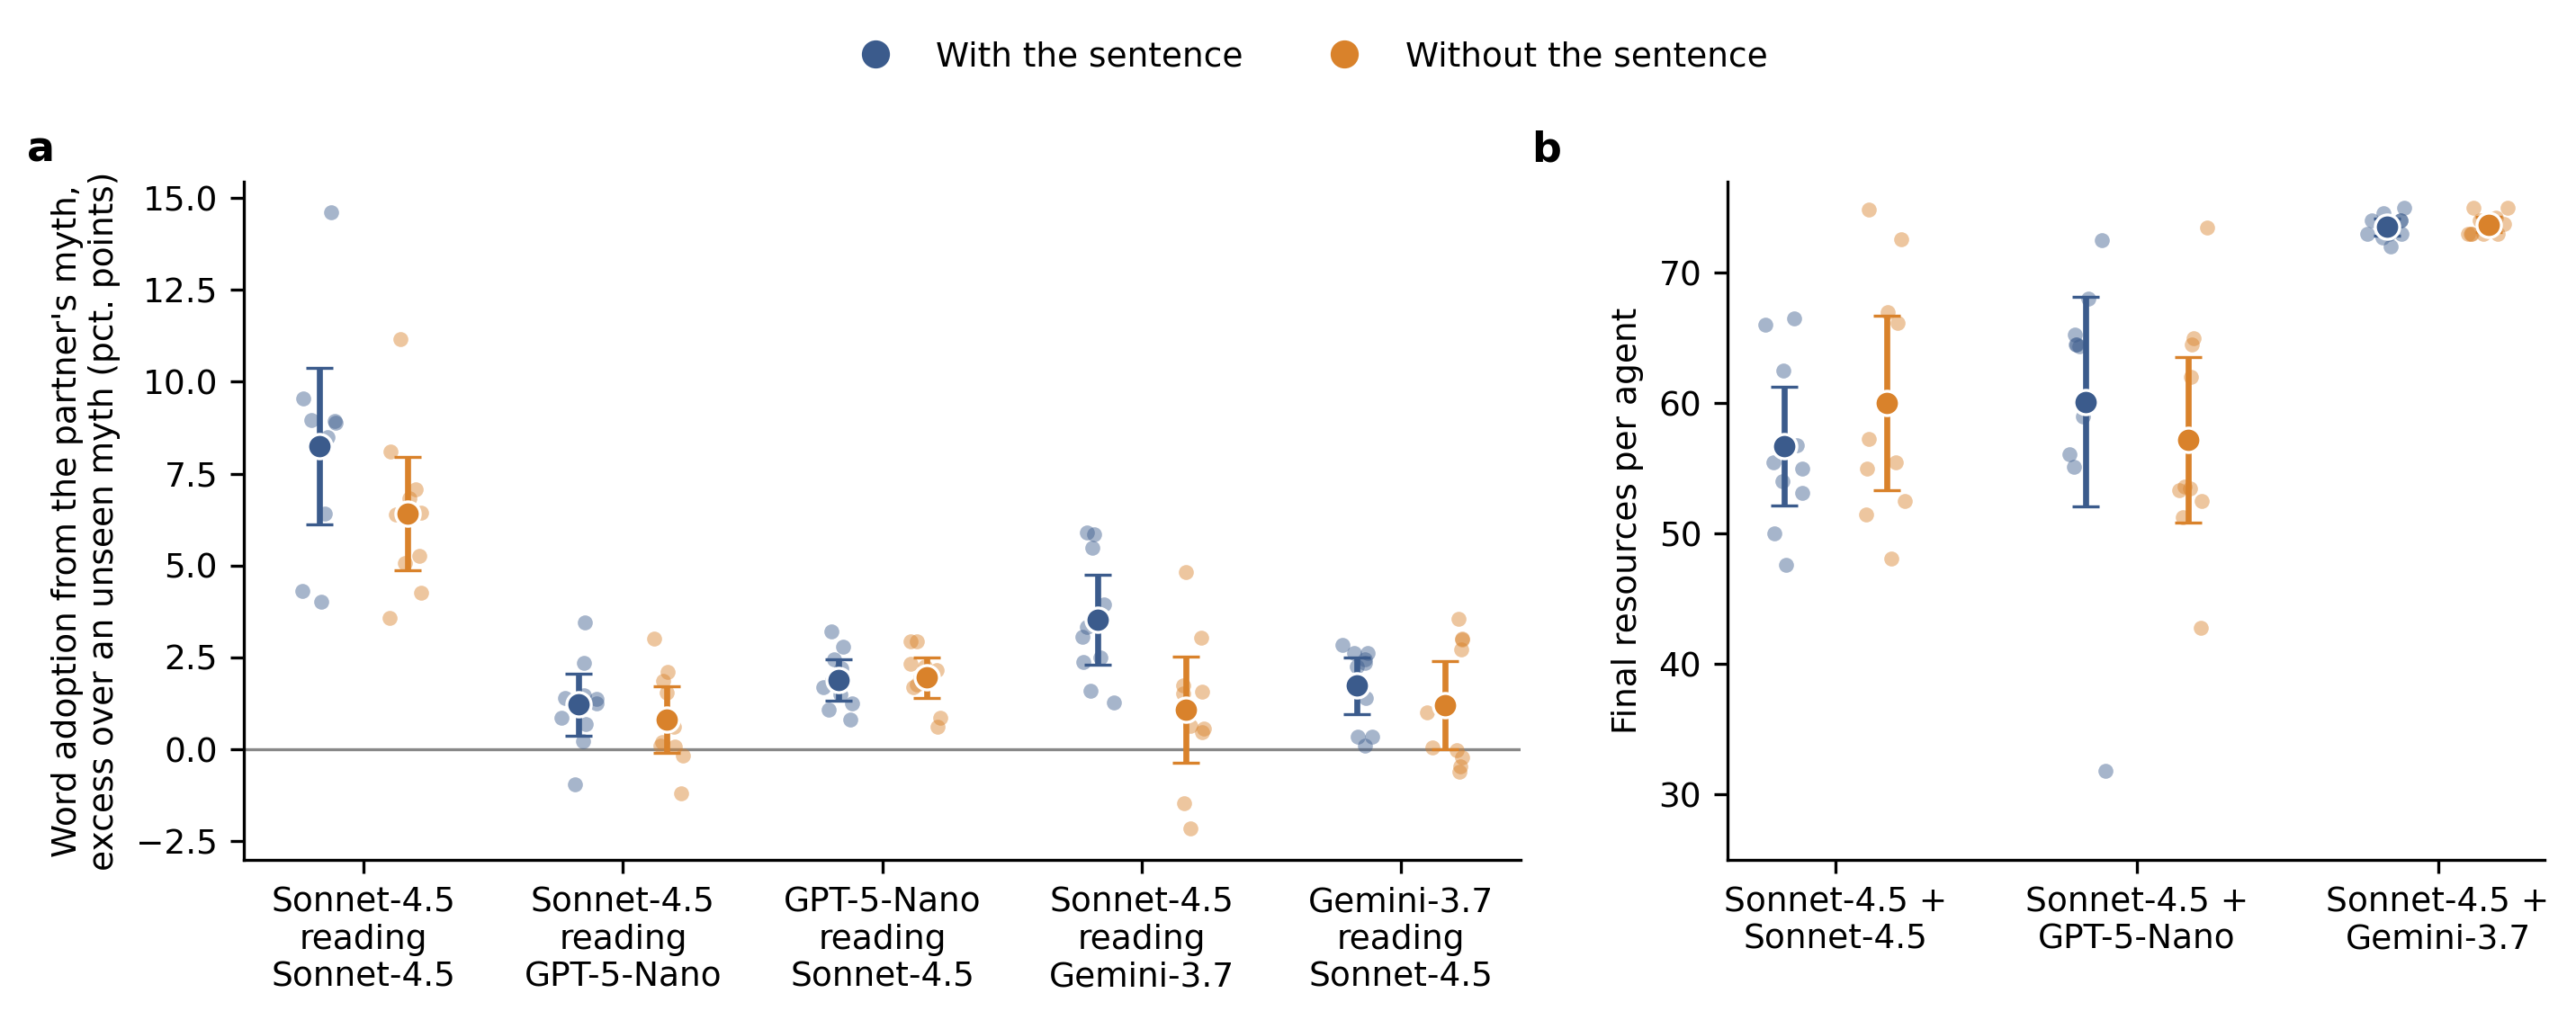 With the sentence
Without the sentence
a
Word adoption from the partner's myth,
excess over an unseen myth (pct. points)
15.0
12.5
10.0
7.5
5.0
2.5
0.0
−2.5
Sonnet-4.5
reading
Sonnet-4.5
Sonnet-4.5
reading
GPT-5-Nano
GPT-5-Nano
reading
Sonnet-4.5
Sonnet-4.5
reading
Gemini-3.7
Gemini-3.7
reading
Sonnet-4.5
b
Final resources per agent
70
60
50
40
30
Sonnet-4.5 +
Sonnet-4.5
Sonnet-4.5 +
GPT-5-Nano
Sonnet-4.5 +
Gemini-3.7